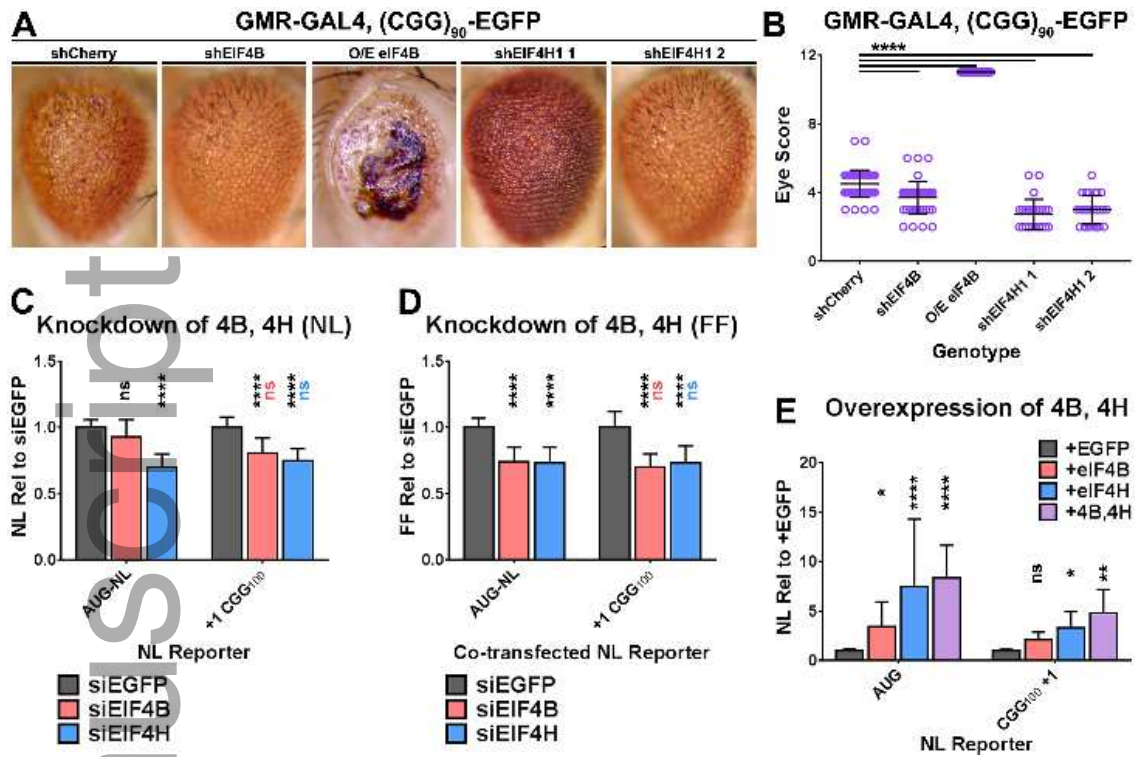 A
GMR-GAL4, (CGG)90-EGFP
shCherry shEIF4B O/E eIF4B shEIF4H1 1 shEIF4H1 2
B
GMR-GAL4, (CGG)90-EGFP
****
12
8
4
0
Eye Score
shCherry shEIF4B O/E eIF4B shEIF4H1 1 shEIF4H1 2
Genotype
C
Knockdown of 4B, 4H (NL)
1.5
1.0
0.5
0.0
NL Rel to siEGFP
ns **** **** ns **** ns
AUG-NL +1 CGG100
NL Reporter
siEGFP
siEIF4B
siEIF4H
D
Knockdown of 4B, 4H (FF)
1.5
1.0
0.5
0.0
FF Rel to siEGFP
**** **** **** ns **** ns
AUG-NL +1 CGG100
Co-transfected NL Reporter
siEGFP
siEIF4B
siEIF4H
E
Overexpression of 4B, 4H
+EGFP
+eIF4B
+eIF4H
+4B,4H
20
15
10
5
0
NL Rel to +EGFP
* **** **** ns * **
AUG CGG100 +1
NL Reporter
uscript